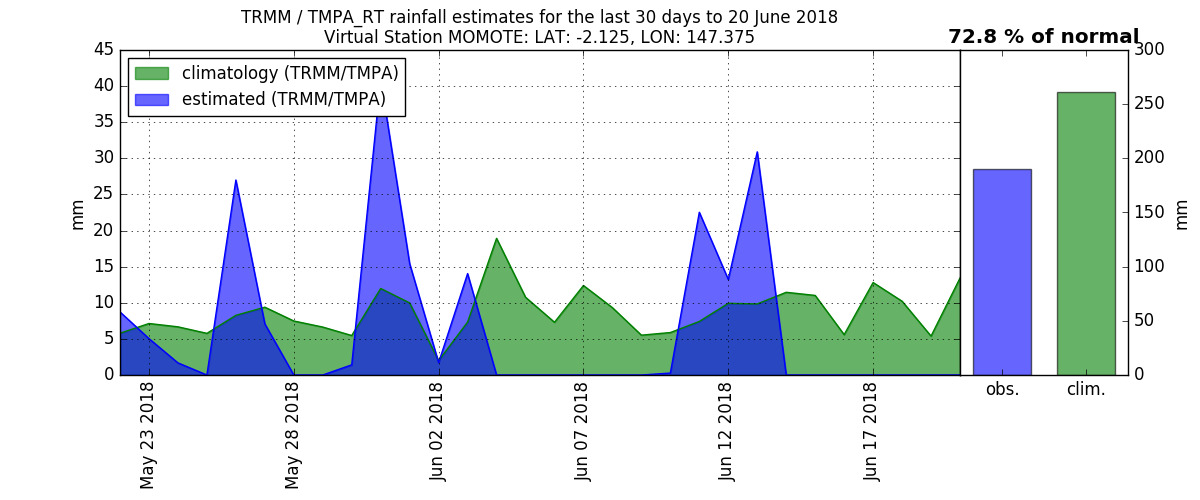 TRMM / TMPA_RT rainfall estimates for the last 30 days to 20 June 2018
Virtual Station MOMOTE: LAT: -2.125, LON: 147.375
72.8 % of normal
climatology (TRMM/TMPA)
estimated (TRMM/TMPA)
45
40
35
30
25
20
15
10
5
0
mm
May 23 2018
May 28 2018
Jun 02 2018
Jun 07 2018
Jun 12 2018
Jun 17 2018
obs.
clim.
300
250
200
150
100
50
0
mm